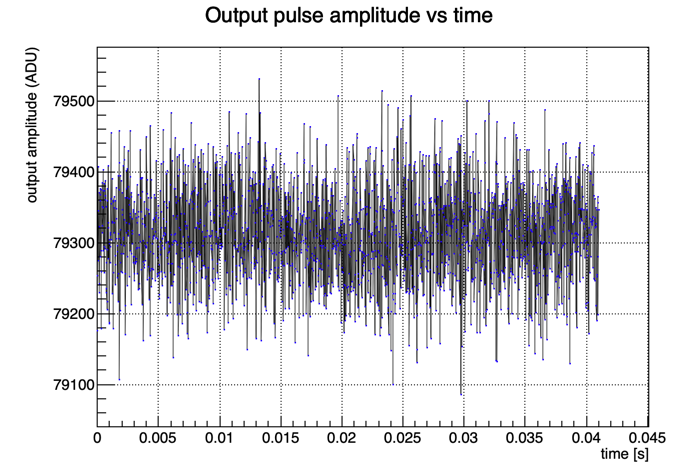 Output pulse amplitude vs time
output amplitude (ADU)
79500
79400
79300
79200
79100
0 0.005 0.01 0.015 0.02 0.025 0.03 0.035 0.04 0.045
time [s]